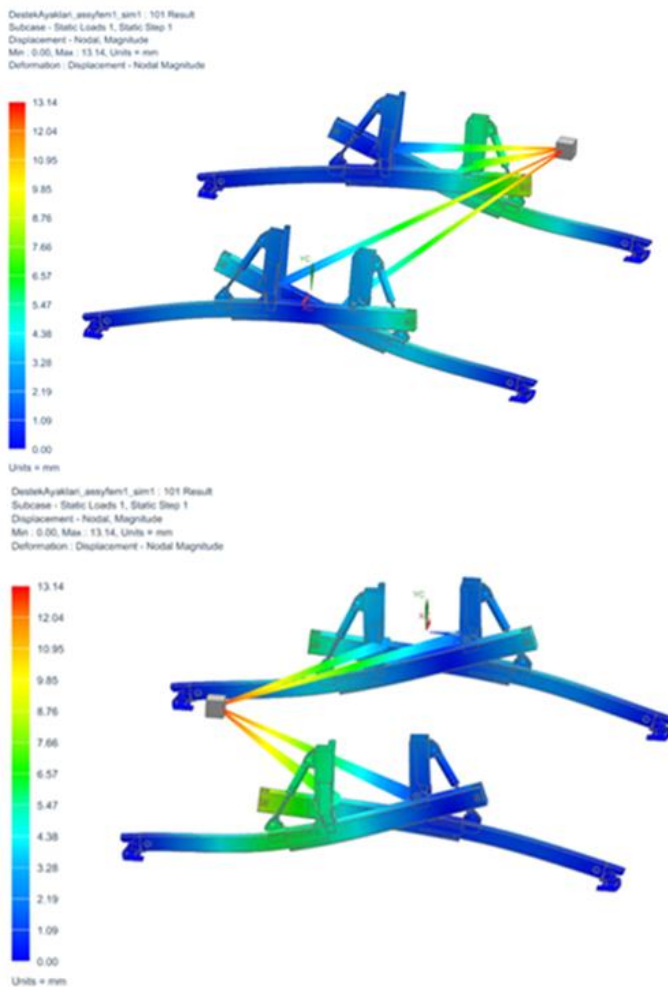 DestekAyaklari_assyfem1_sim1 : 101 Result
Subcase - Static Loads 1, Static Step 1
Displacement - Nodal, Magnitude
Min : 0.00, Max : 13.14, Units = mm
Deformation : Displacement - Nodal Magnitude
13.14
12.04
10.95
9.85
8.76
7.66
6.57
5.47
4.38
3.28
2.19
1.09
0.00
Units = mm
YC
DestekAyaklari_assyfem1_sim1 : 101 Result
Subcase - Static Loads 1, Static Step 1
Displacement - Nodal, Magnitude
Min : 0.00, Max : 13.14, Units = mm
Deformation : Displacement - Nodal Magnitude
13.14
12.04
10.95
9.85
8.76
7.66
6.57
5.47
4.38
3.28
2.19
1.09
0.00
Units = mm
YC